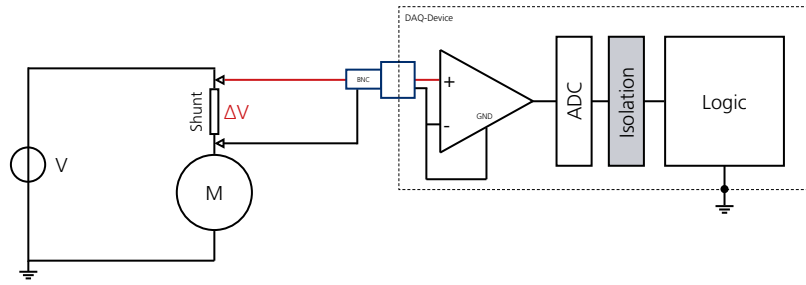 DAQ-Device
V
Shunt
ΔV
M
BNC
+
-
GND
ADC
Isolation
Logic